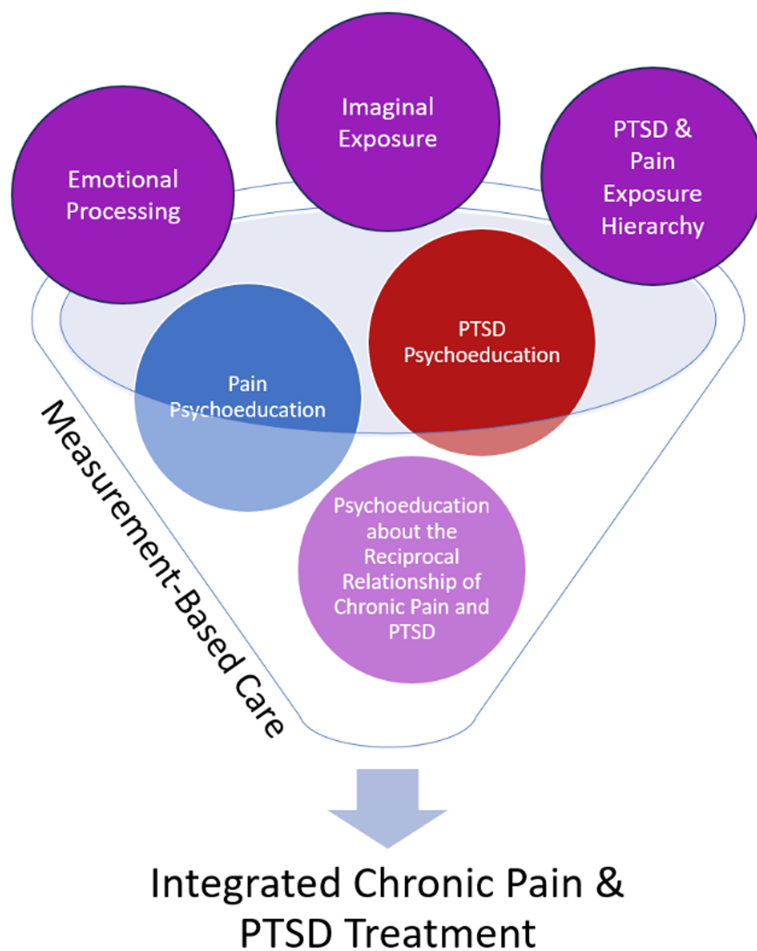 Imaginal
Exposure
Emotional
Processing
PTSD &
Pain
Exposure
Hierarchy
PTSD
Psychoeducation
Pain
Psychoeducation
Psychoeducation
about the
Reciprocal
Relationship of
Chronic Pain and
PTSD
Measurement-Based Care
Integrated Chronic Pain &
PTSD Treatment